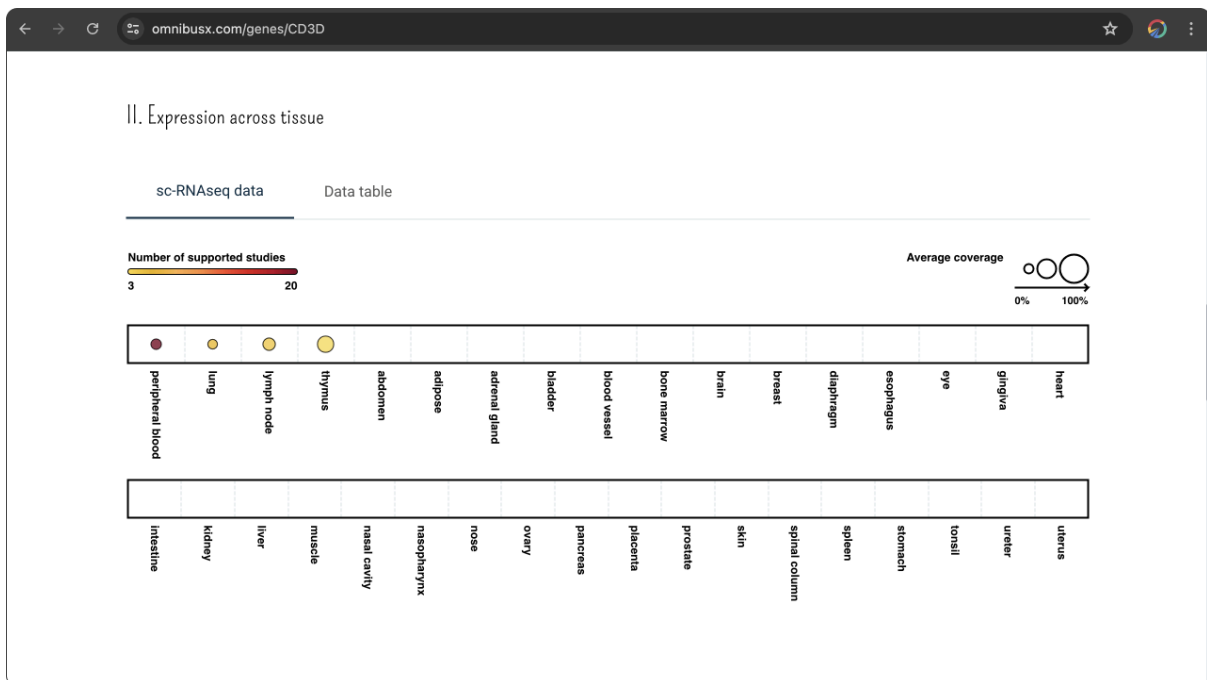 omnibusx.com/genes/CD3D
II. Expression across tissue
sc-RNAseq data
Data table
Number of supported studies
3 20
Average coverage
0% 100%
peripheral blood
lung
lymph node
thymus
abdomen
adipose
adrenal gland
bladder
blood vessel
bone marrow
brain
breast
diaphragm
esophagus
eye
gingiva
heart
intestine
kidney
liver
muscle
nasal cavity
nasopharynx
nose
ovary
pancreas
placenta
prostate
skin
spinal column
spleen
stomach
tonsil
ureter
uterus